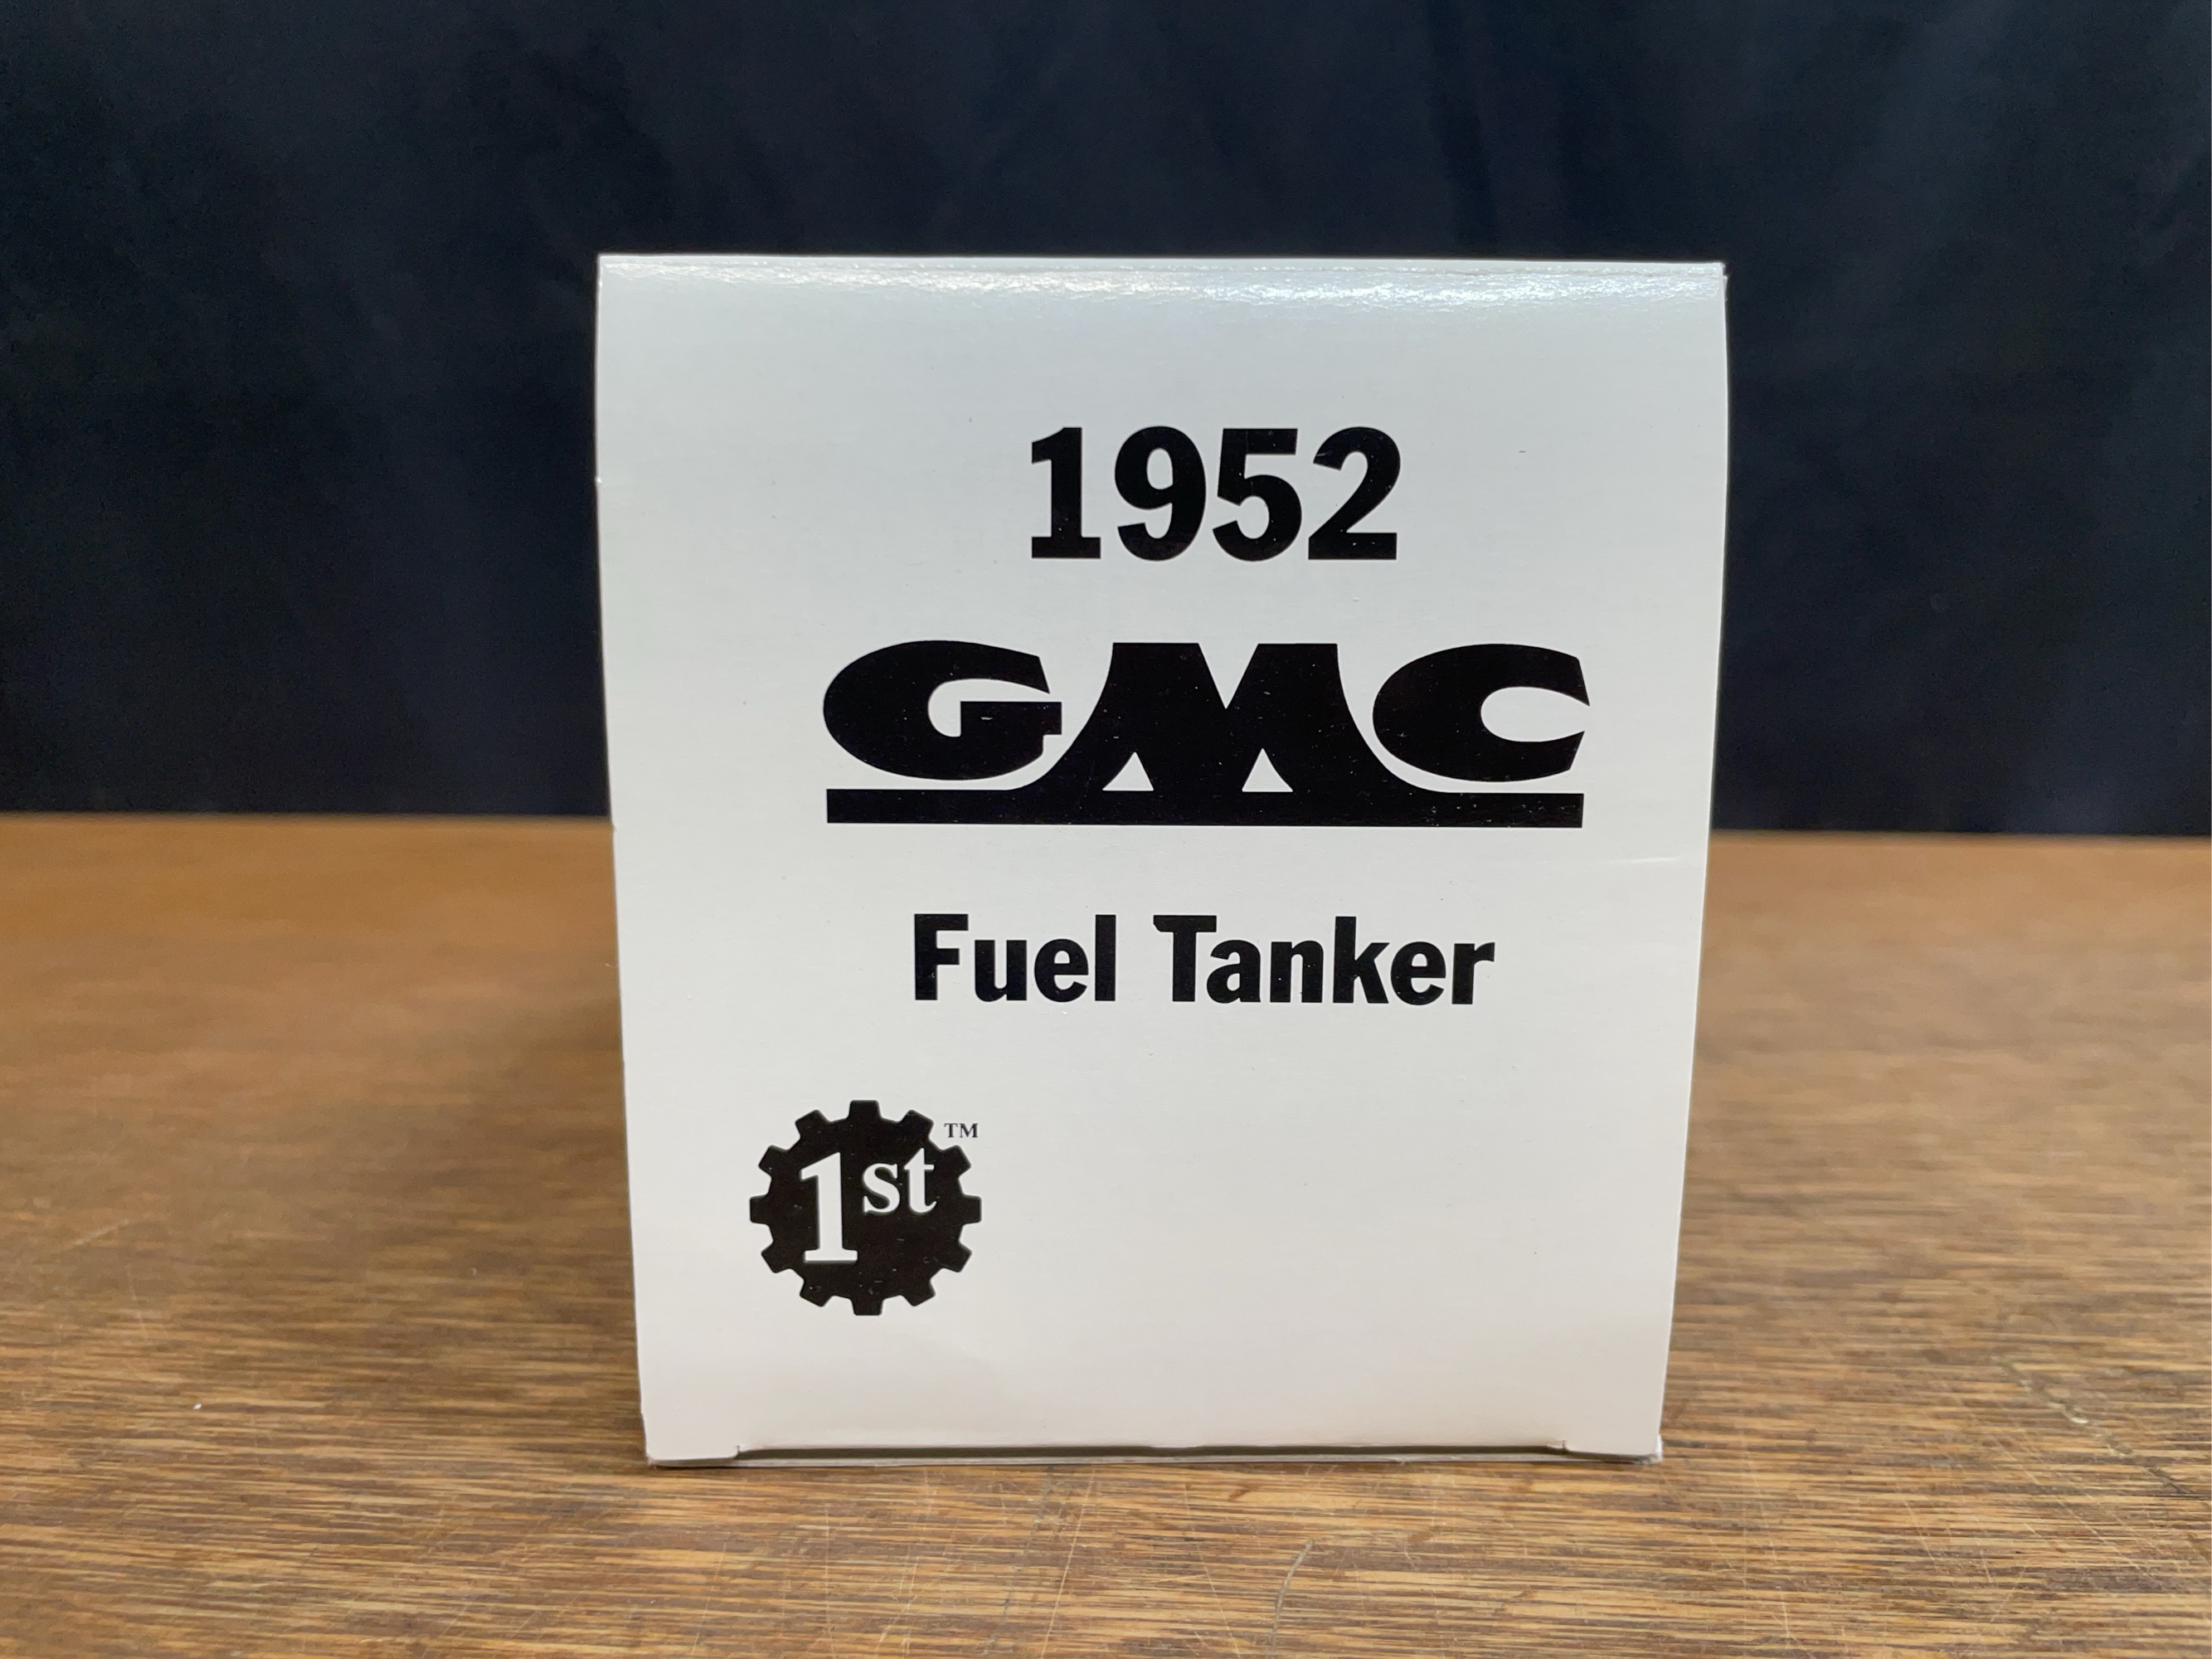 1952
GMC
Fuel Tanker
1st™